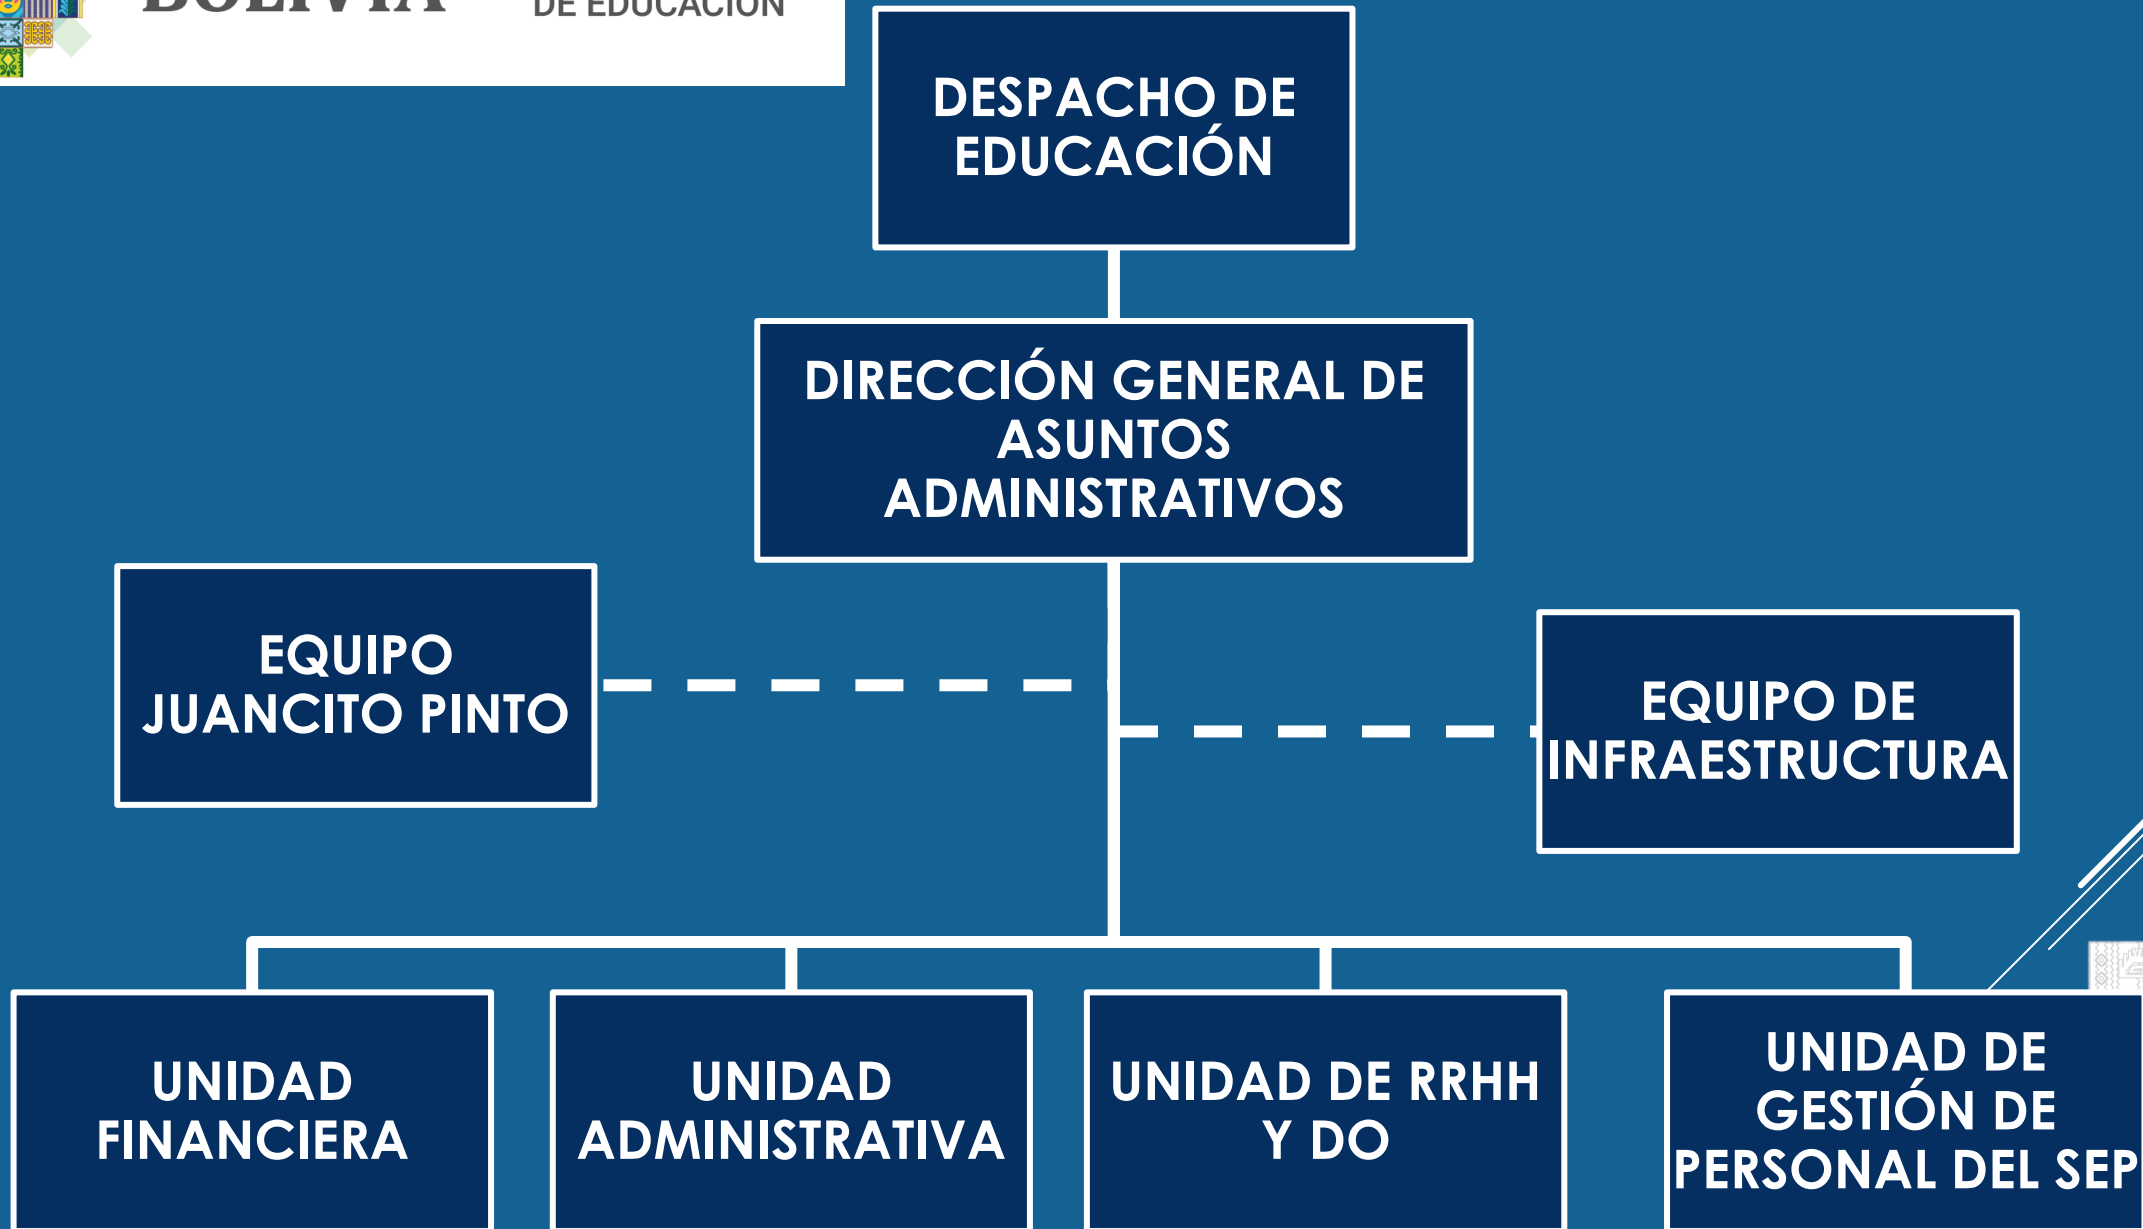 BOLIVIA
DE EDUCACIÓN
DESPACHO DE
EDUCACIÓN
DIRECCIÓN GENERAL DE
ASUNTOS
ADMINISTRATIVOS
EQUIPO
JUANCITO PINTO
EQUIPO DE
INFRAESTRUCTURA
UNIDAD
FINANCIERA
UNIDAD
ADMINISTRATIVA
UNIDAD DE RRHH
Y DO
UNIDAD DE
GESTIÓN DE
PERSONAL DEL SEP